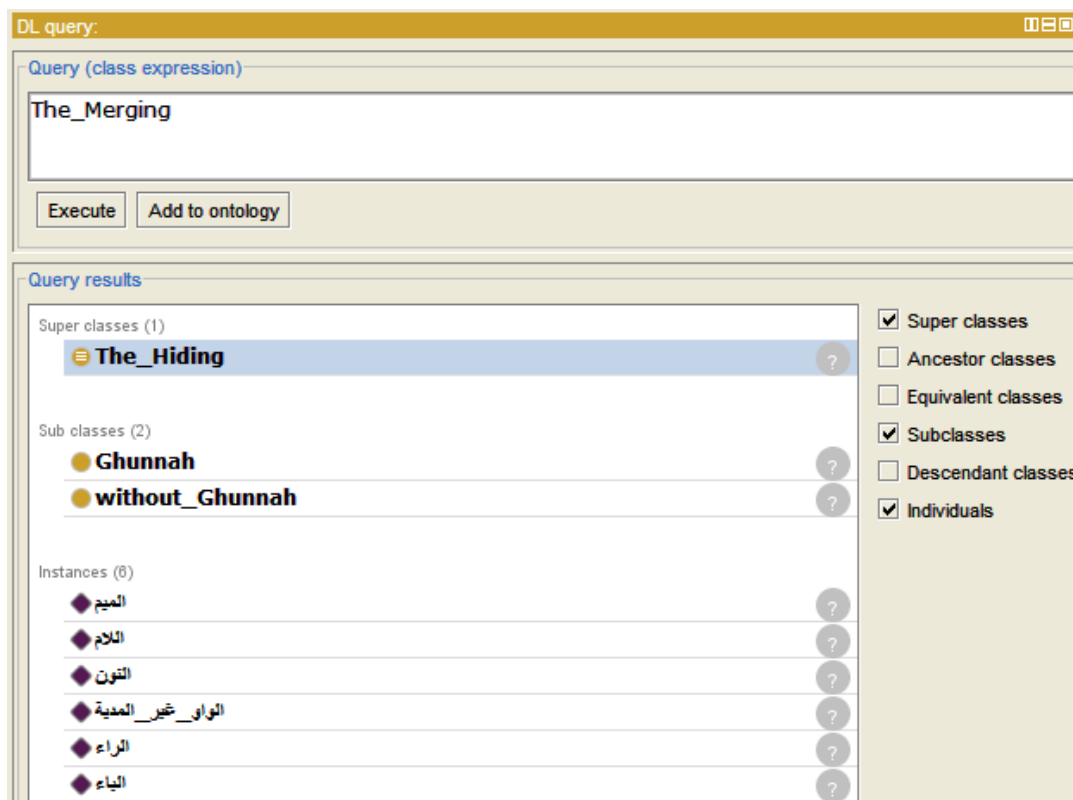 DL query:
Query (class expression)
The_Merging
Execute
Add to ontology
Query results
Super classes (1)
The_Hiding
?
Sub classes (2)
Ghunnah
?
without_Ghunnah
?
Instances (6)
الميم
?
اللام
?
النون
?
الواو_غير_المدية
?
الراء
?
الياء
?
Super classes
Ancestor classes
Equivalent classes
Subclasses
Descendant classes
Individuals